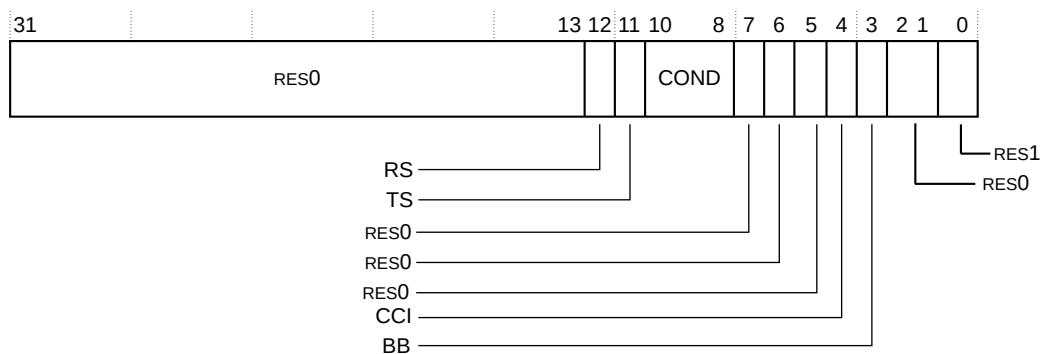 31 13 12 11 10 8 7 6 5 4 3 2 1 0
RES0 COND
RES1
RS
RES0
TS
RES0
RES0
RES0
CCI
BB